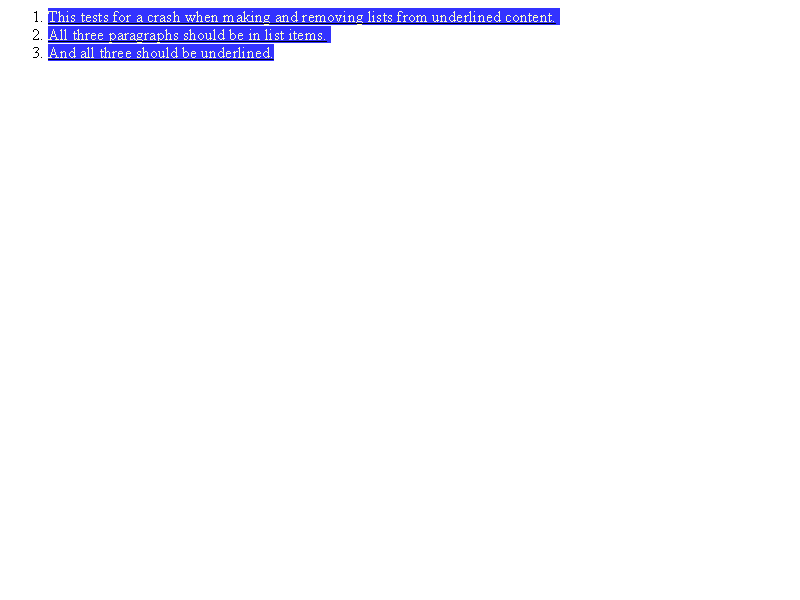 1. This tests for a crash when making and removing lists from underlined content.
2. All three paragraphs should be in list items.
3. And all three should be underlined.